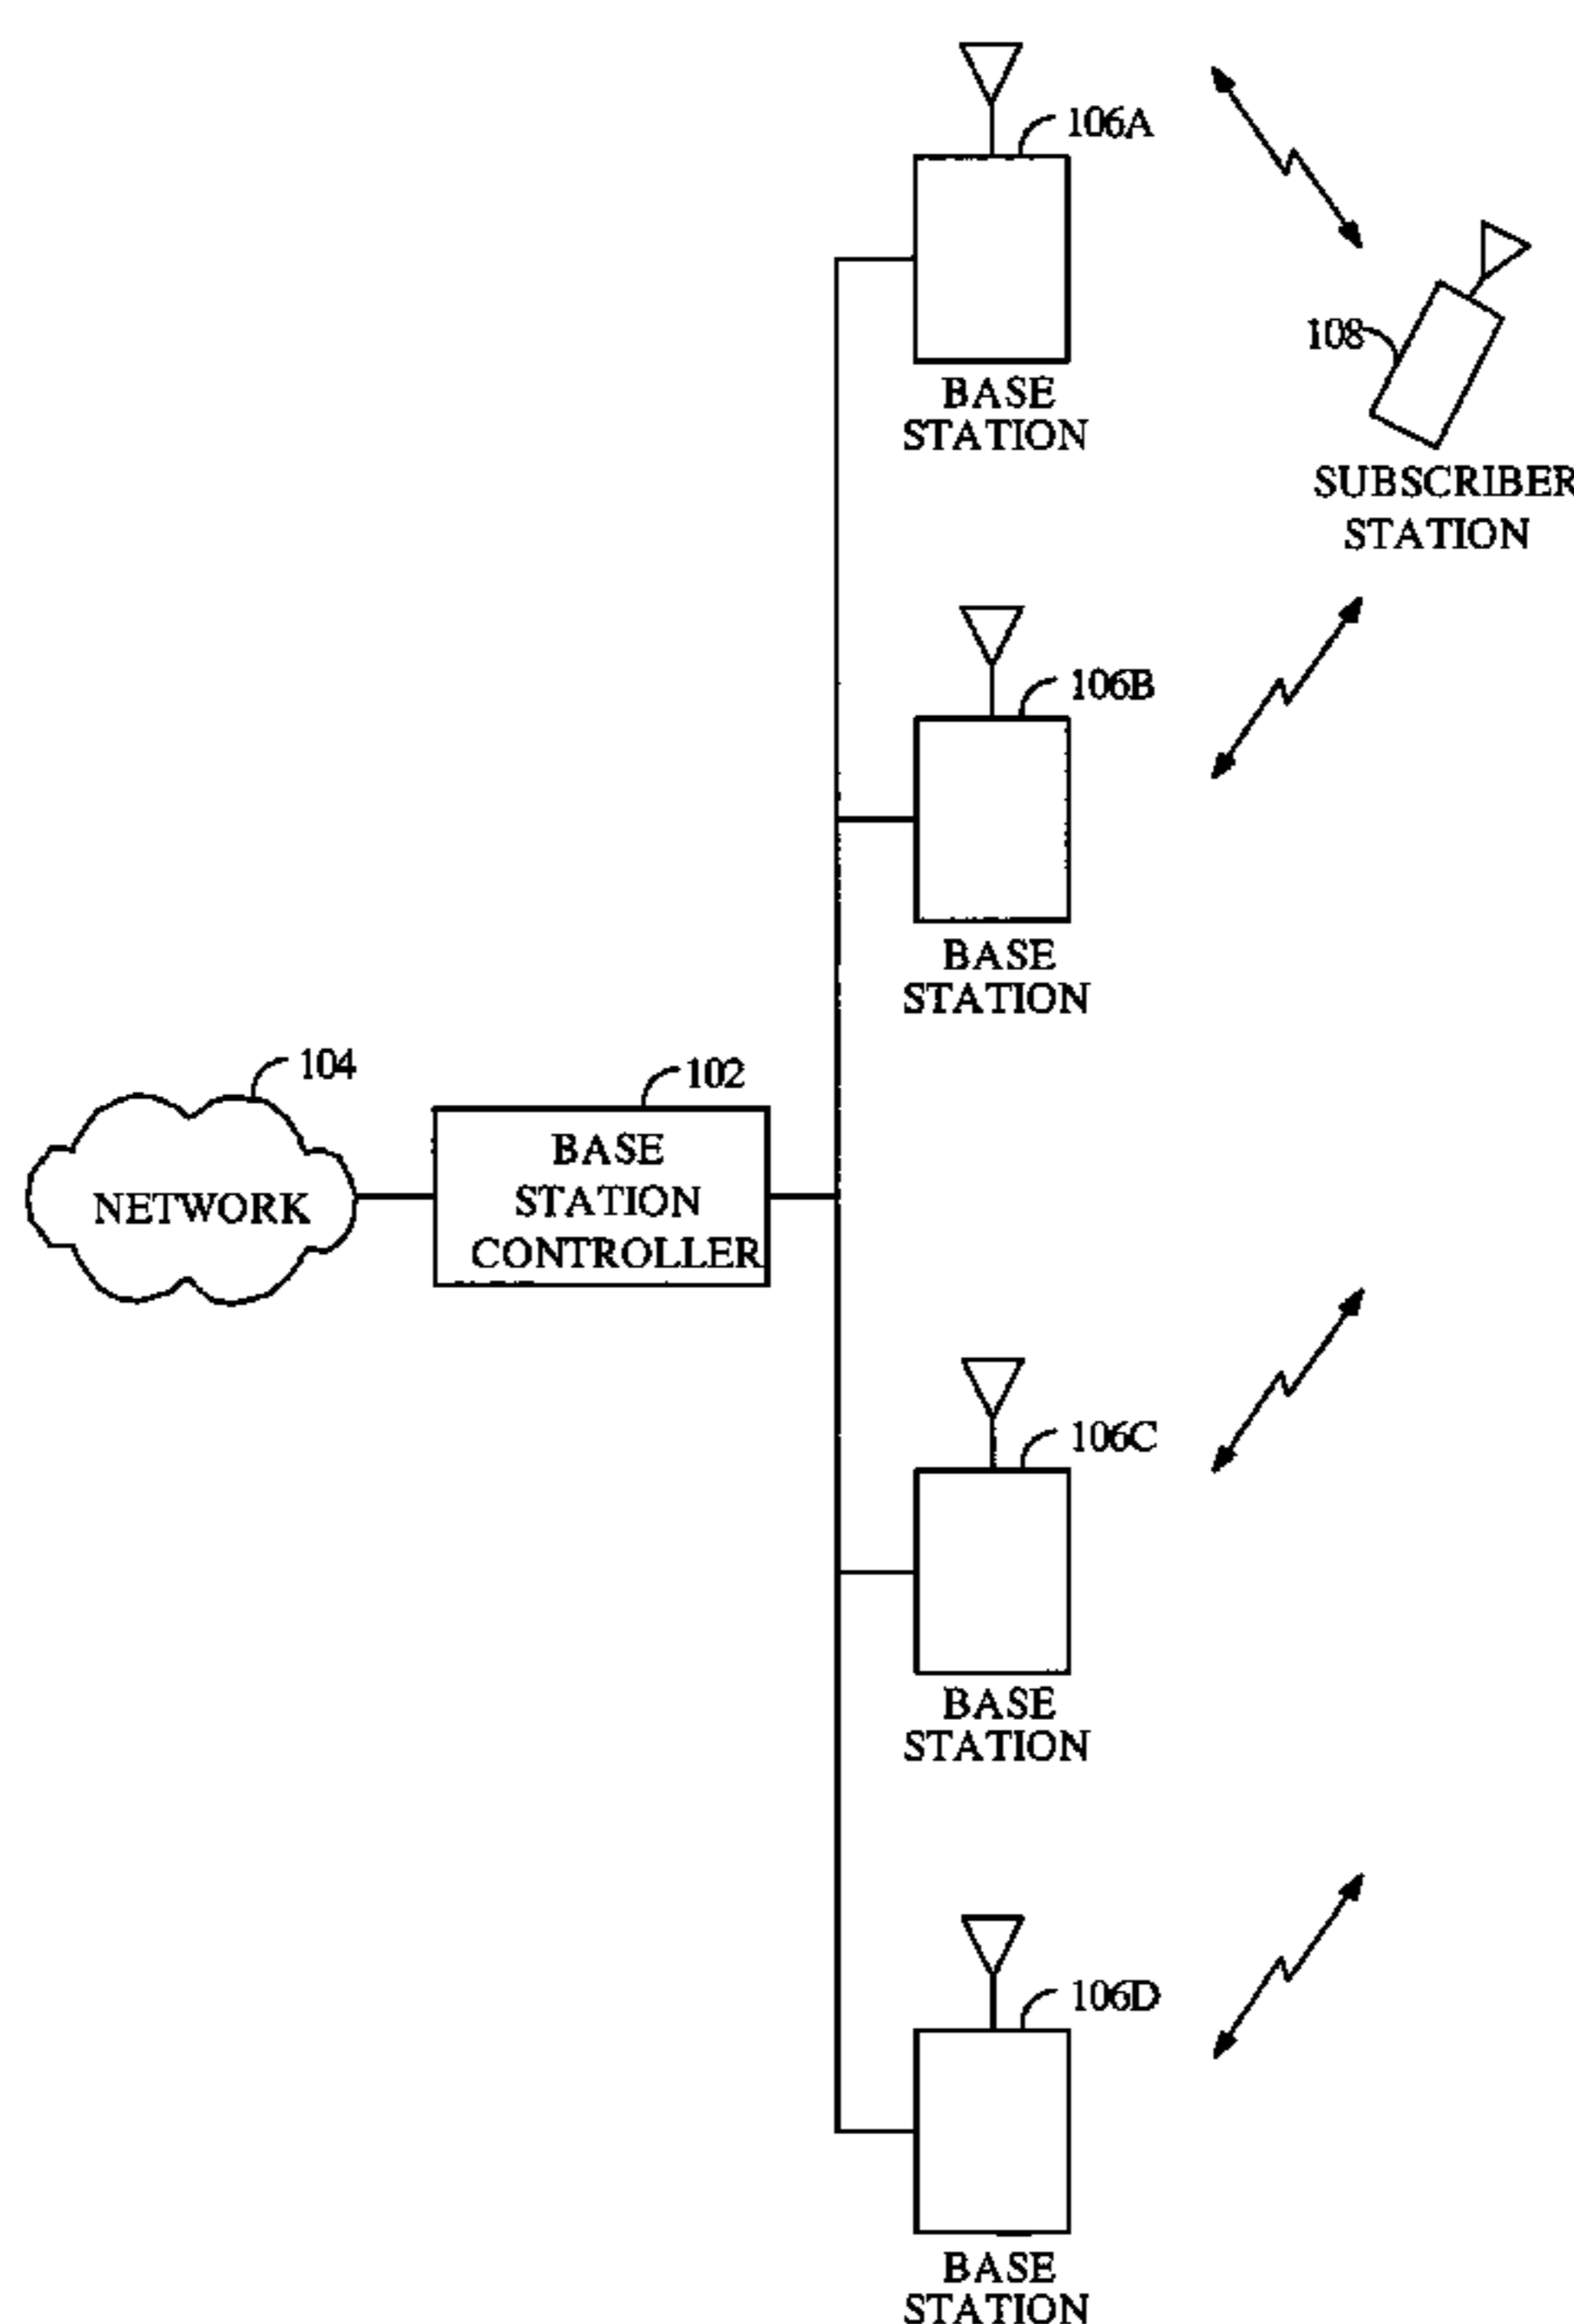 106A
BASE
STATION
108
SUBSCRIBER
STATION
106B
BASE
STATION
104
NETWORK
102
BASE
STATION
CONTROLLER
106C
BASE
STATION
106D
BASE
STATION